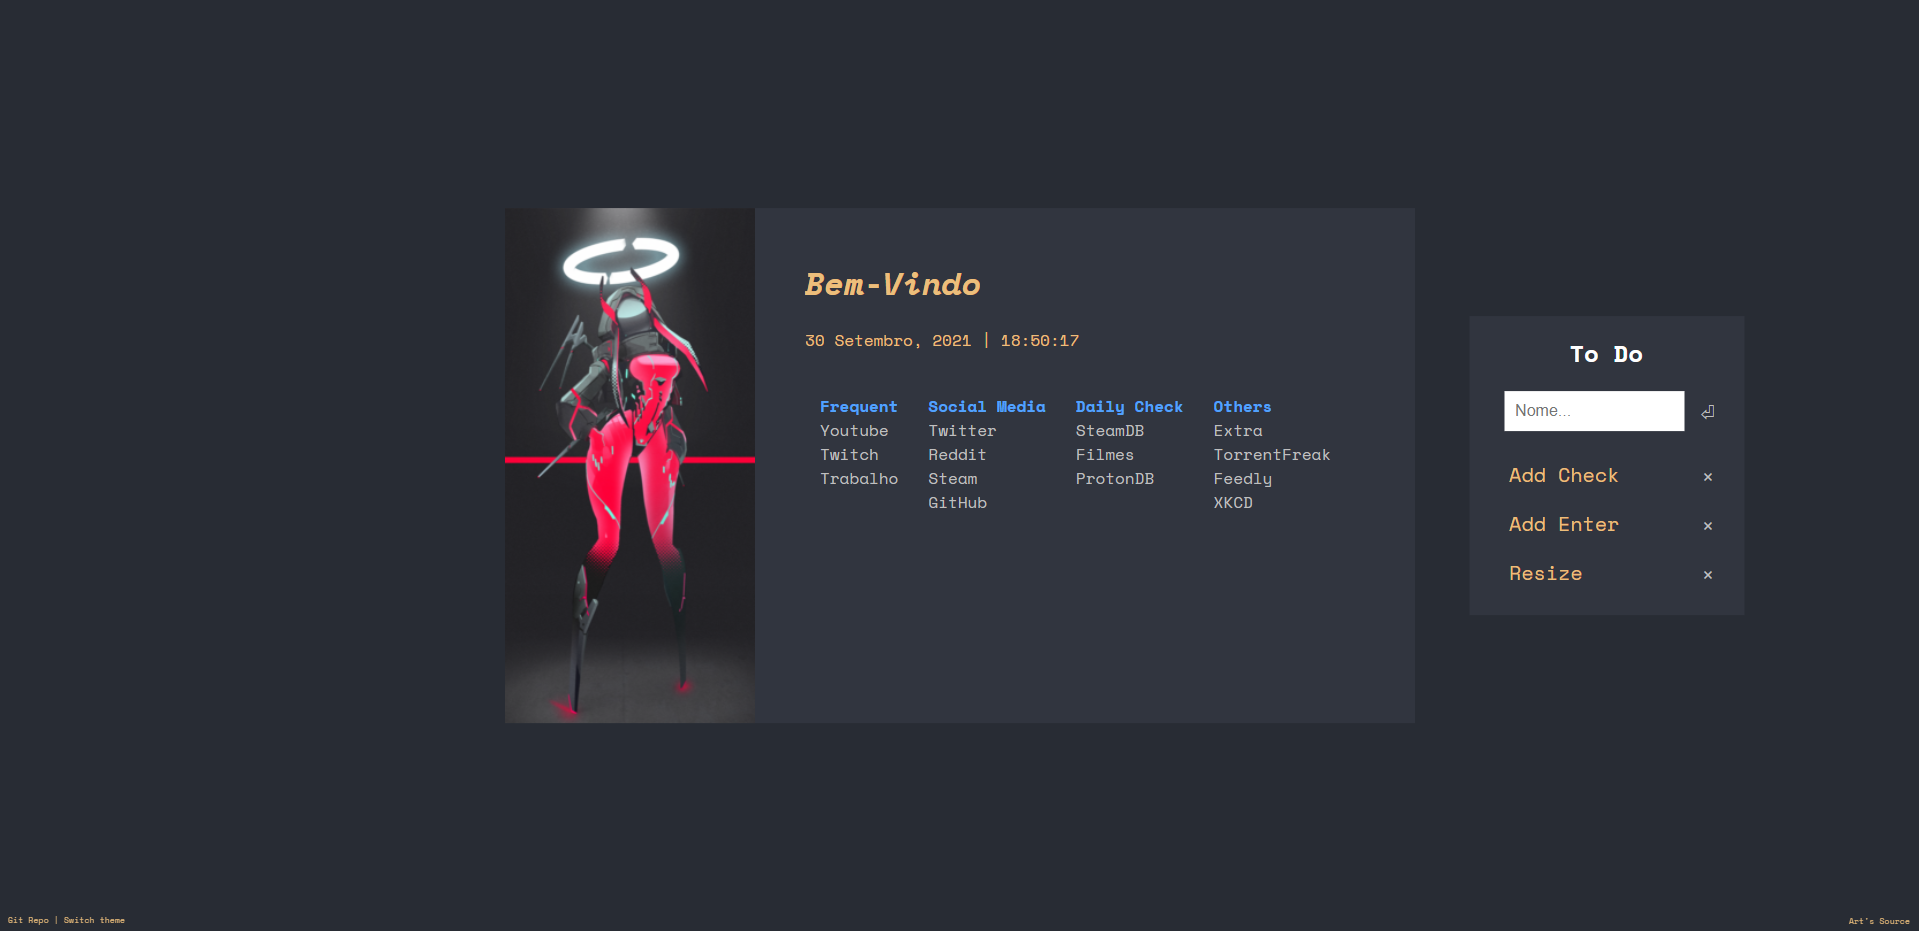 Bem-Vindo
30 Setembro, 2021 | 18:50:17
Frequent
Youtube
Twitch
Trabalho
Social Media
Twitter
Reddit
Steam
GitHub
Daily Check
SteamDB
Filmes
ProtonDB
Others
Extra
TorrentFreak
Feedly
XKCD
To Do
Nome... ⏎
Add Check ×
Add Enter ×
Resize ×
Git Repo | Switch theme
Art's Source